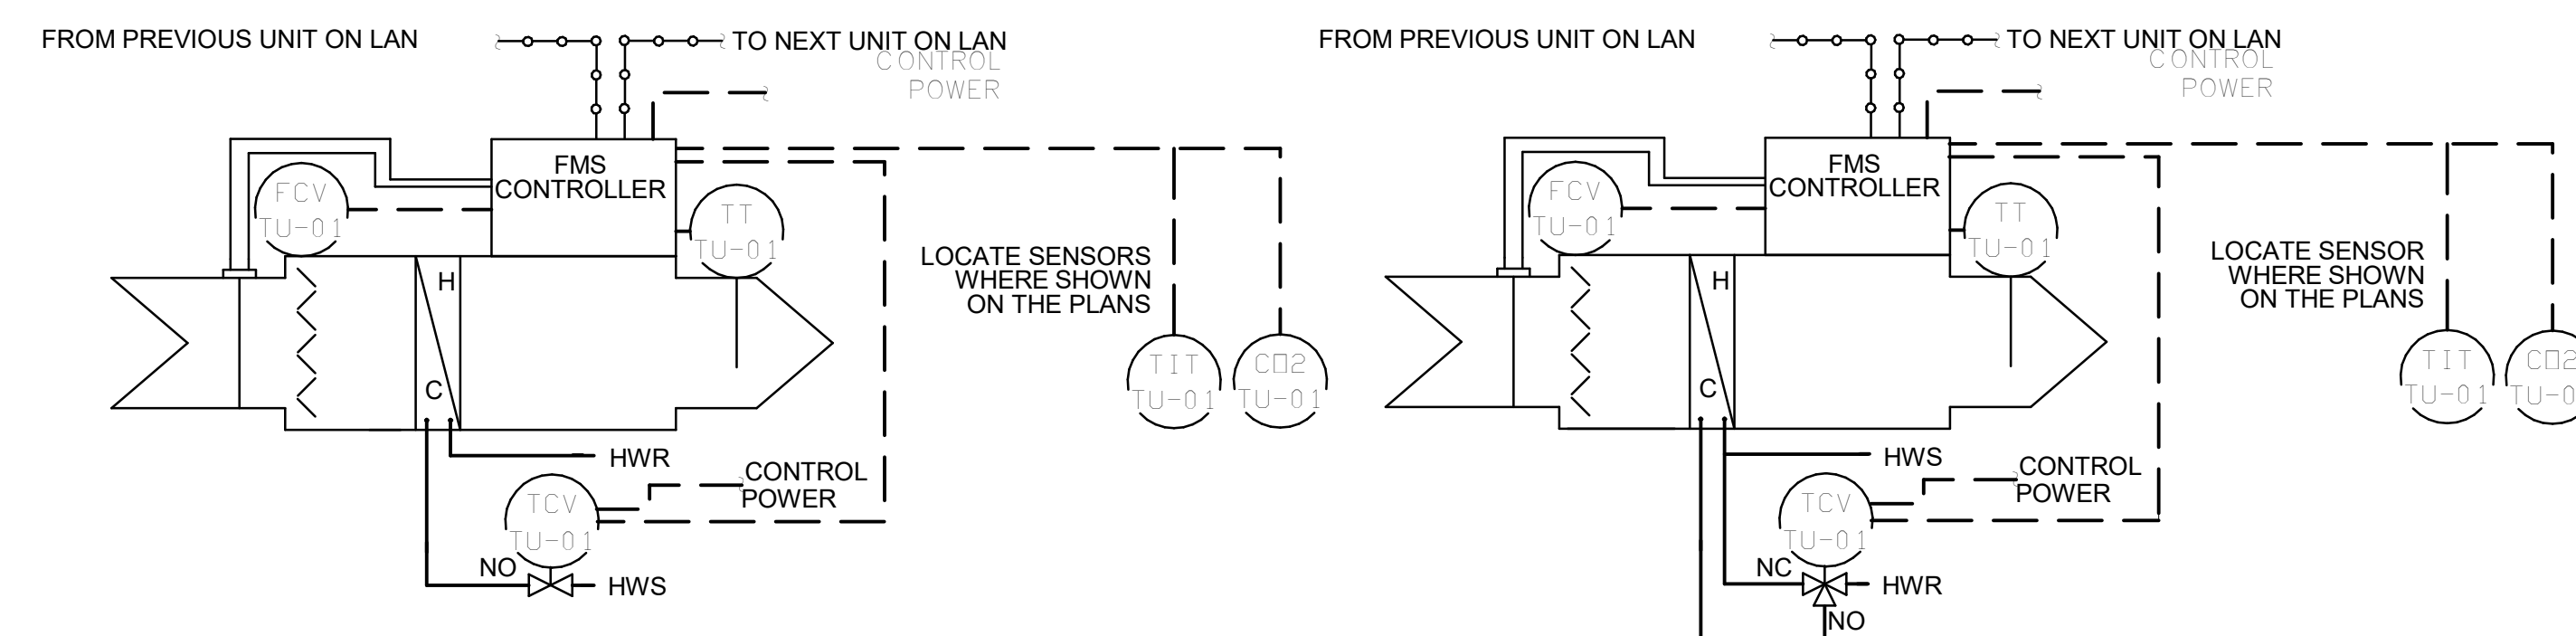 FROM PREVIOUS UNIT ON LAN
TO NEXT UNIT ON LAN
CONTROL
POWER
FMS
CONTROLLER
FCV
TU-01
TT
TU-01
LOCATE SENSORS
WHERE SHOWN
ON THE PLANS
H
C
TIT
TU-01
CO2
TU-01
HWR
CONTROL
POWER
TCV
TU-01
NO
HWS
FROM PREVIOUS UNIT ON LAN
TO NEXT UNIT ON LAN
CONTROL
POWER
FMS
CONTROLLER
FCV
TU-01
TT
TU-01
LOCATE SENSOR
WHERE SHOWN
ON THE PLANS
H
C
TIT
TU-01
CO2
TU-0
HWS
CONTROL
POWER
TCV
TU-01
NC
HWR
NO